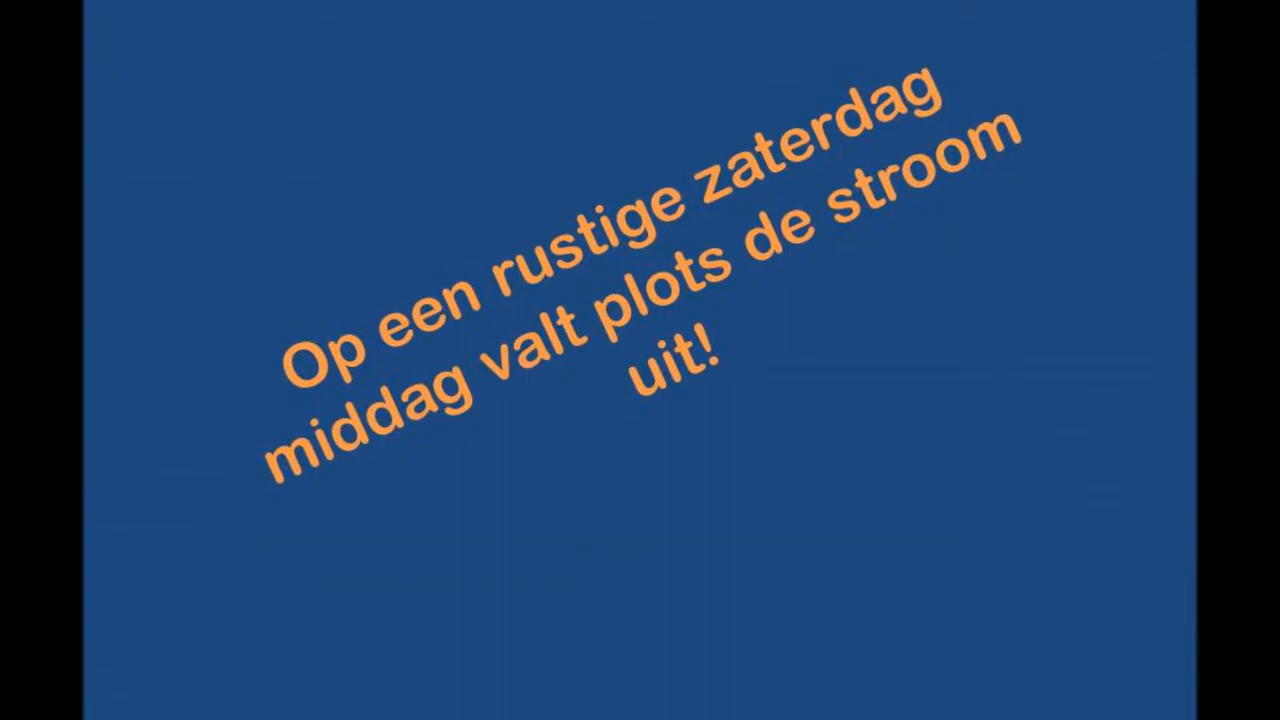 Op een rustige zaterdag
middag valt plots de stroom
uit!